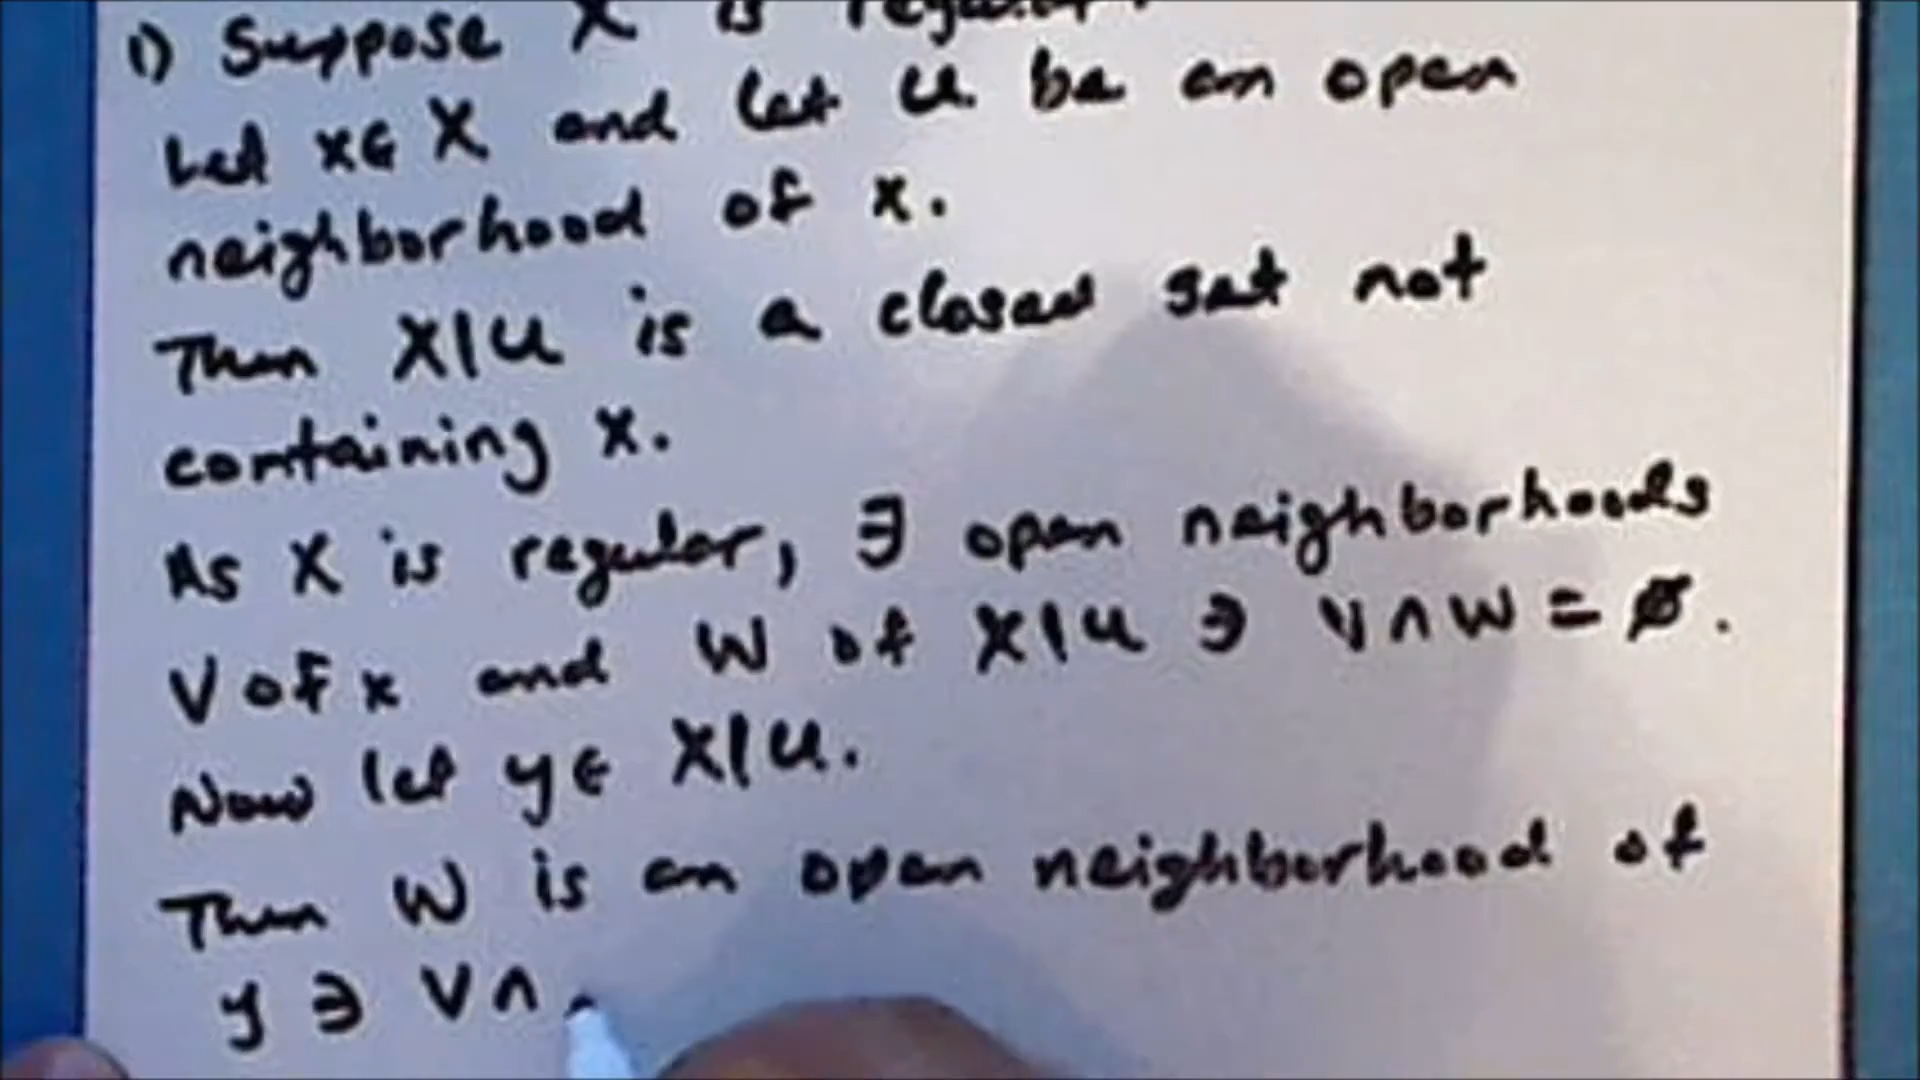 1) Suppose X is regular.
Let x∈X and let U be an open
neighborhood of x.
Then X|U is a closed set not
containing x.
As X is regular, ∃ open neighborhoods
V of x and W of X|U ∋ V∩W = ∅.
Now let y∈ X|U.
Then W is an open neighborhood of
y ∋ V∩